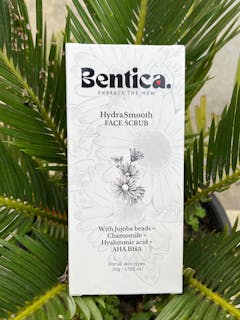 Bentica.
EMBRACE THE NEW
HydraSmooth
FACE SCRUB
With Jojoba beads +
Chamomile +
Hyaluronic acid +
AHA BHA
For all skin types